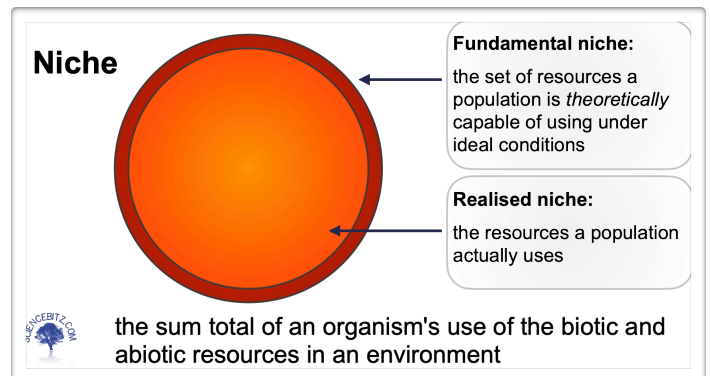 Niche
Fundamental niche:
the set of resources a
population is theoretically
capable of using under
ideal conditions
Realised niche:
the resources a population
actually uses
SCIENCEBITZ.COM
the sum total of an organism's use of the biotic and
abiotic resources in an environment